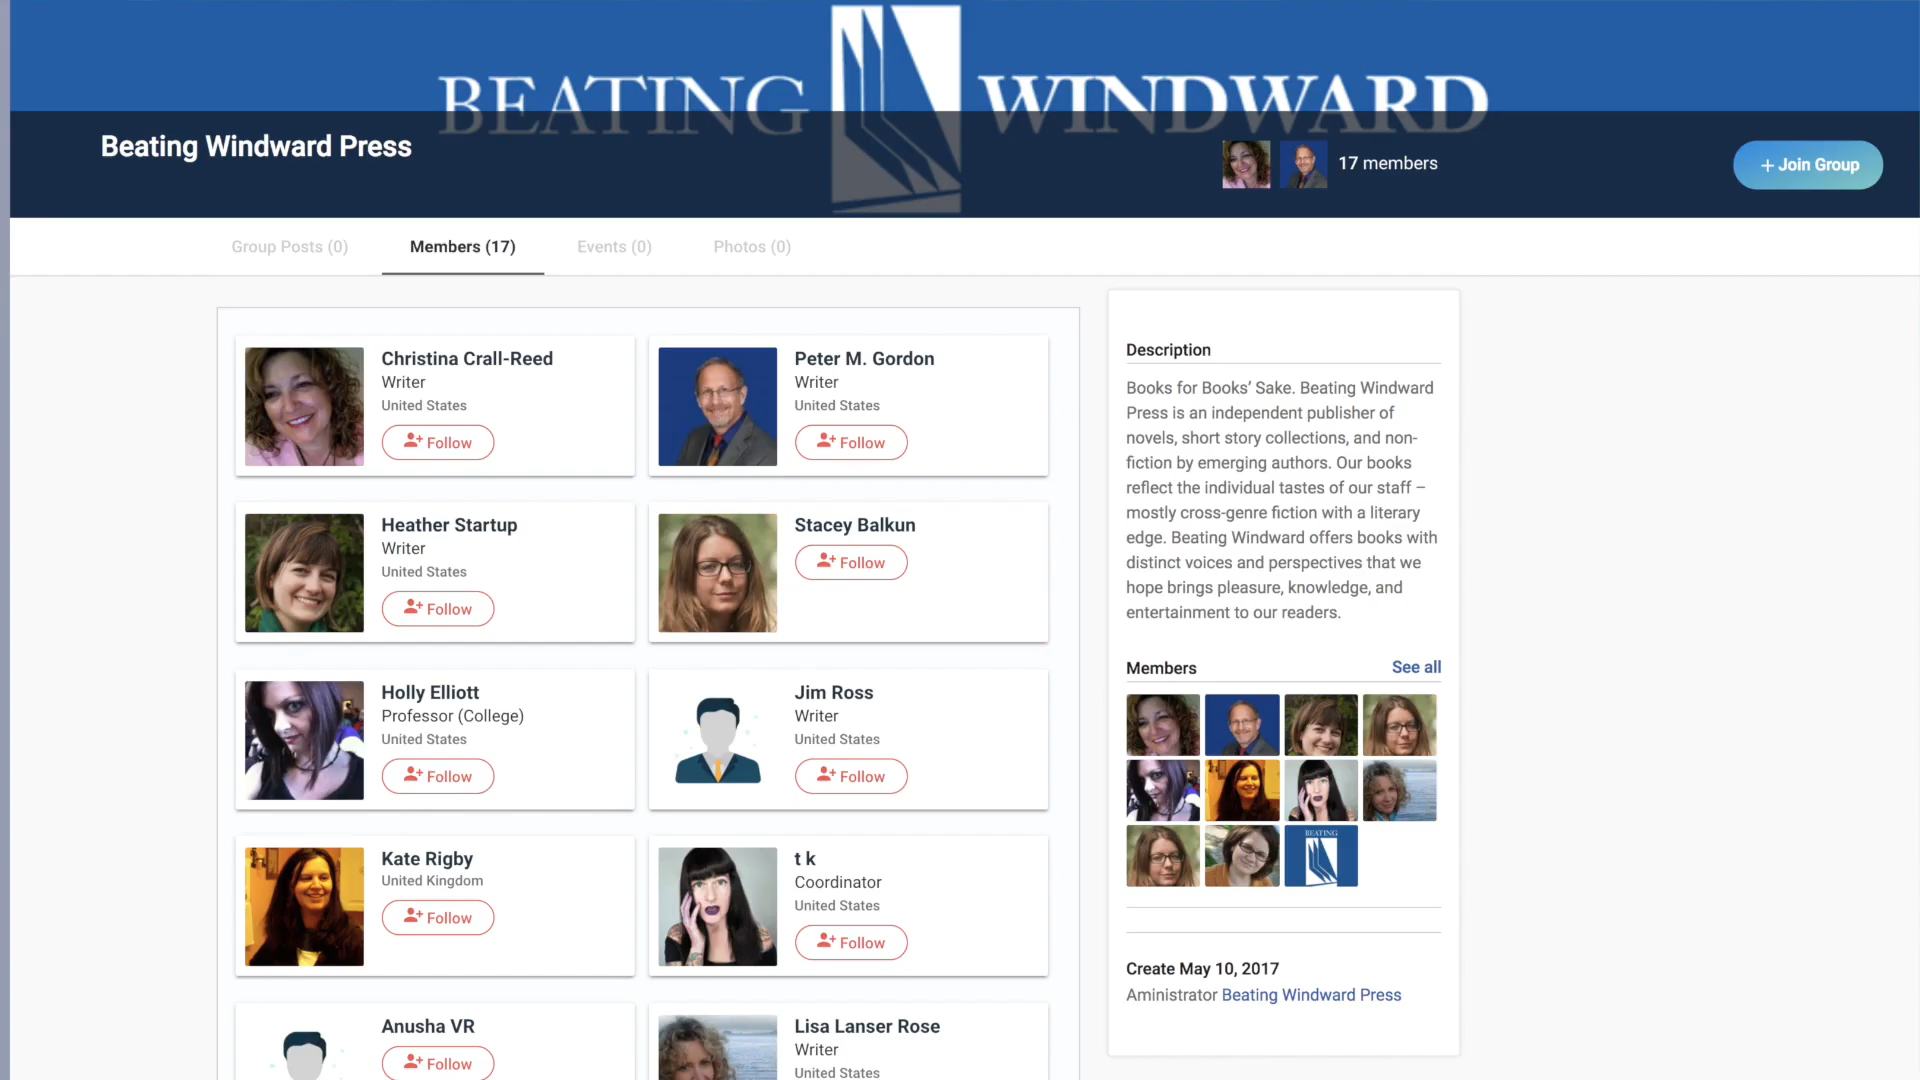 BEATING WINDWARD
Beating Windward Press
17 members
+ Join Group
Group Posts (0)
Members (17)
Events (0)
Photos (0)
Christina Crall-Reed
Writer
United States
Follow
Peter M. Gordon
Writer
United States
Follow
Heather Startup
Writer
United States
Follow
Stacey Balkun
Follow
Holly Elliott
Professor (College)
United States
Follow
Jim Ross
Writer
United States
Follow
Kate Rigby
United Kingdom
Follow
t k
Coordinator
United States
Follow
Anusha VR
Follow
Lisa Lanser Rose
Writer
United States
Description
Books for Books’ Sake. Beating Windward
Press is an independent publisher of
novels, short story collections, and non-
fiction by emerging authors. Our books
reflect the individual tastes of our staff –
mostly cross-genre fiction with a literary
edge. Beating Windward offers books with
distinct voices and perspectives that we
hope brings pleasure, knowledge, and
entertainment to our readers.
Members
See all
BEATING
Create May 10, 2017
Aministrator Beating Windward Press